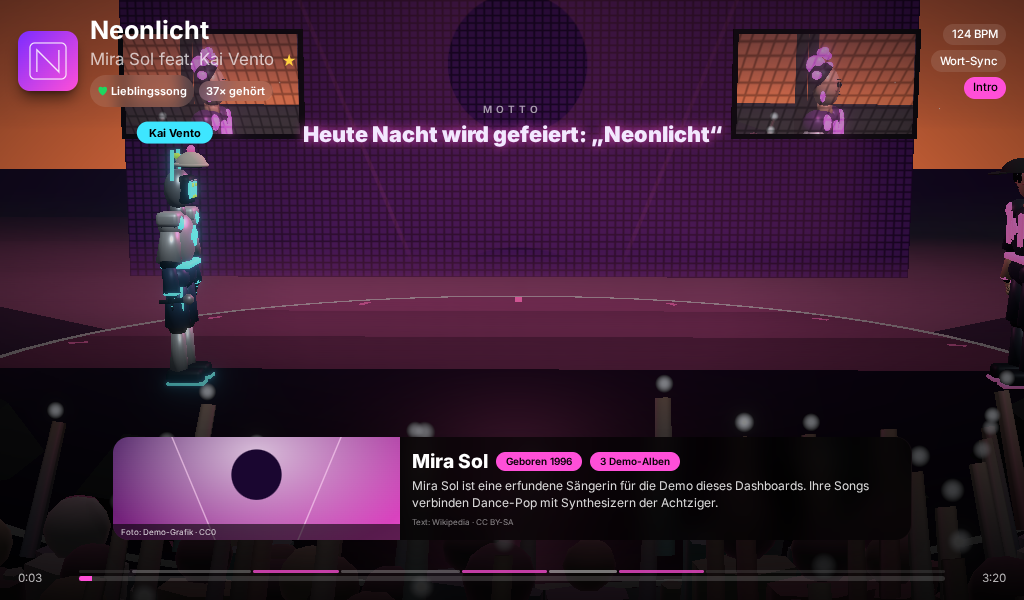 Neonlicht
Mira Sol feat. Kai Vento
Lieblingssong
37× gehört
124 BPM
Wort-Sync
Intro
MOTTO
Heute Nacht wird gefeiert: „Neonlicht“
Kai Vento
Mira Sol
Geboren 1996
3 Demo-Alben
Mira Sol ist eine erfundene Sängerin für die Demo dieses Dashboards. Ihre Songs
verbinden Dance-Pop mit Synthesizern der Achtziger.
Text: Wikipedia · CC BY-SA
Foto: Demo-Grafik · CC0
0:03
3:20